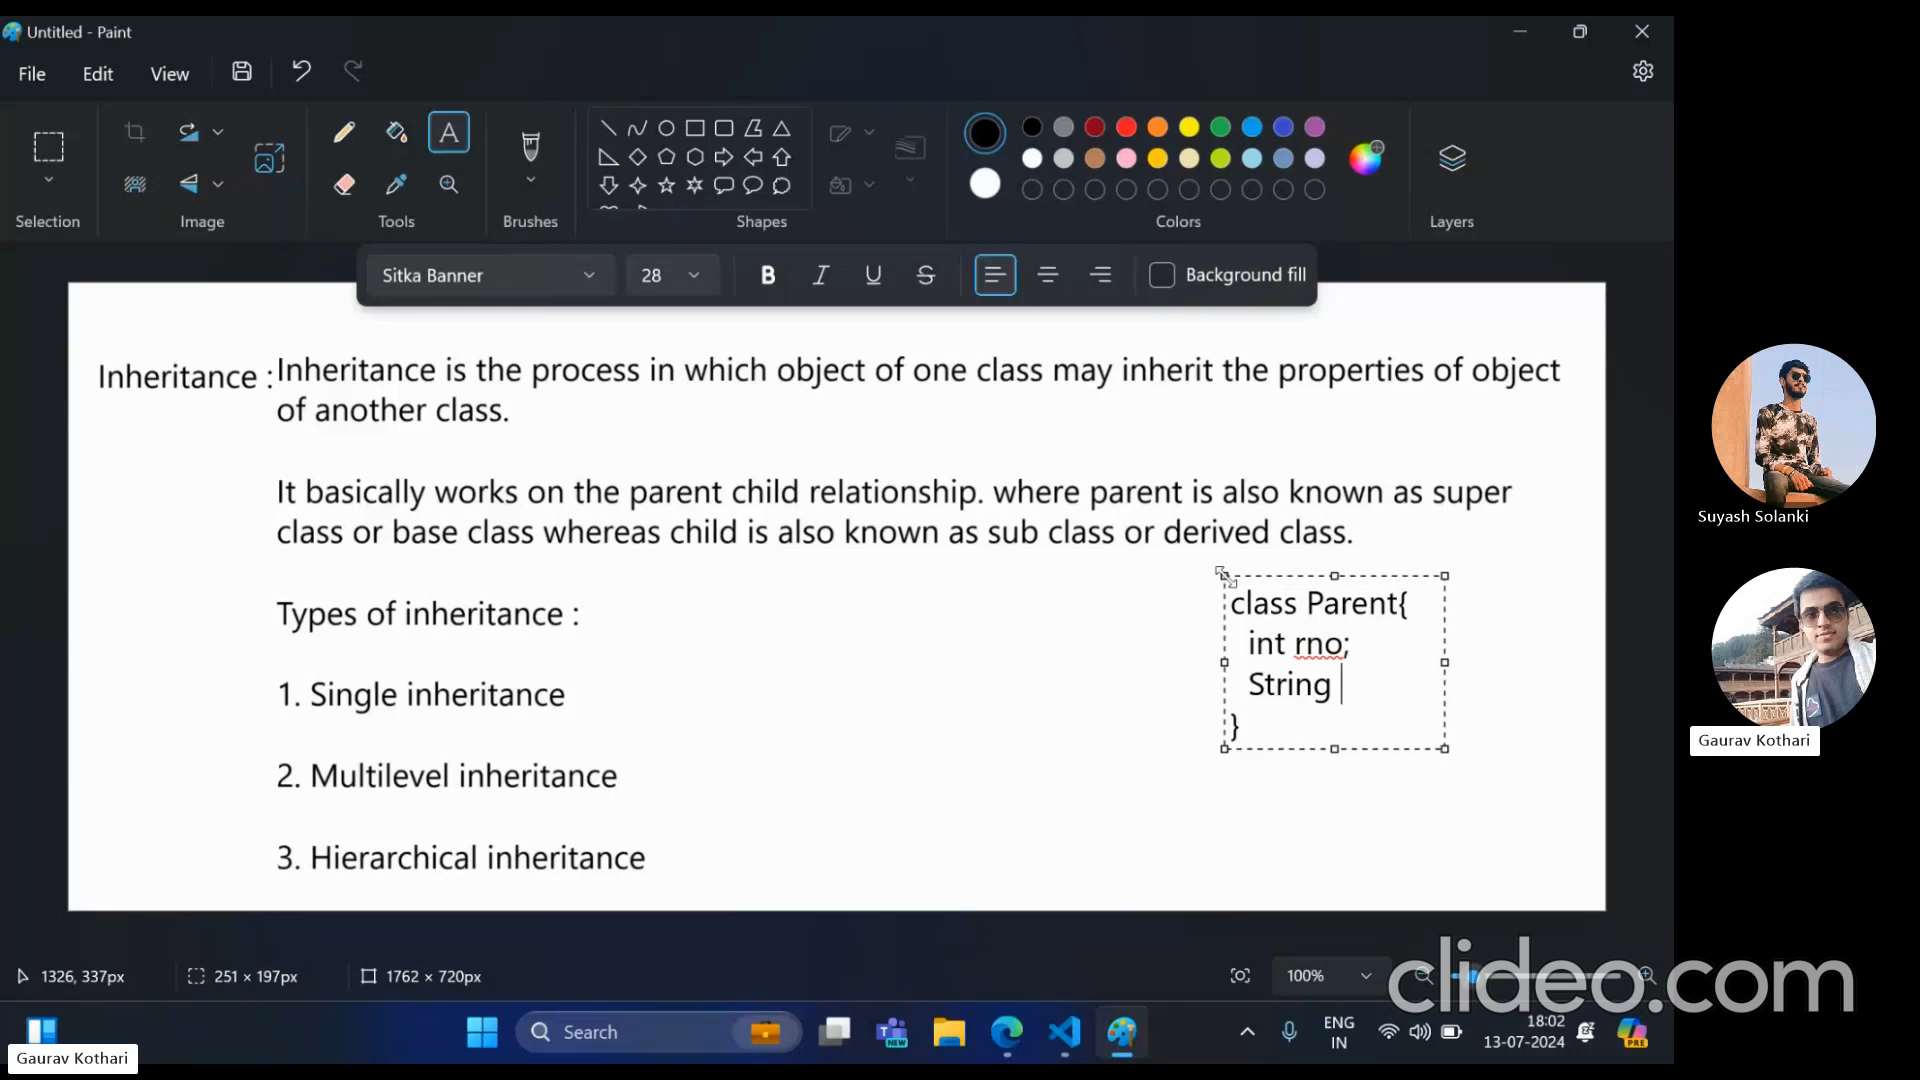 Untitled - Paint
File Edit View
Selection Image Tools Brushes Shapes Colors Layers
Sitka Banner 28 B I U S Background fill
Inheritance : Inheritance is the process in which object of one class may inherit the properties of object
of another class.
It basically works on the parent child relationship. where parent is also known as super
class or base class whereas child is also known as sub class or derived class.
Types of inheritance :
1. Single inheritance
2. Multilevel inheritance
3. Hierarchical inheritance
class Parent{
int rno;
String
}
Suyash Solanki
Gaurav Kothari
1326, 337px 251 × 197px 1762 × 720px 100%
clideo.com
Search
NEW
ENG
IN
18:02
13-07-2024
PRE
Gaurav Kothari